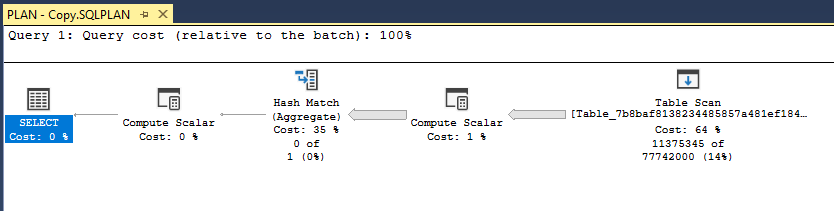 PLAN - Copy.SQLPLAN
Query 1: Query cost (relative to the batch): 100%
SELECT
Cost: 0 %
Compute Scalar
Cost: 0 %
Hash Match
(Aggregate)
Cost: 35 %
0 of
1 (0%)
Compute Scalar
Cost: 1 %
Table Scan
[Table_7b8baf8138234485857a481ef184…
Cost: 64 %
11375345 of
77742000 (14%)